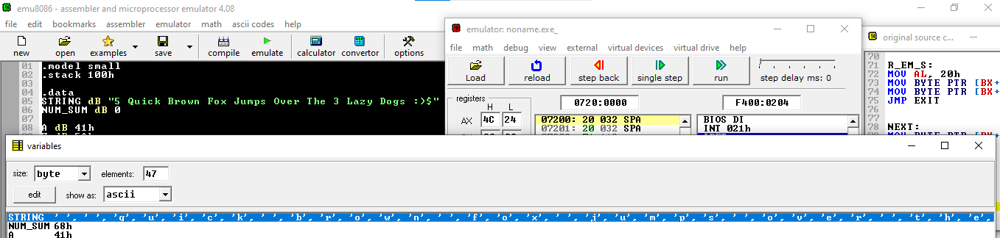 emu8086 - assembler and microprocessor emulator 4.08
file edit bookmarks assembler emulator math ascii codes help
new open examples save compile emulate calculator convertor options
01 .model small
02 .stack 100h
03
04 .data
05 STRING dB "5 Quick Brown Fox Jumps Over The 3 Lazy Dogs :)$"
06 NUM_SUM dB 0
07
08 A dB 41h
emulator: noname.exe_
file math debug view external virtual devices virtual drive help
Load reload step back single step run step delay ms: 0
registers
H L
AX 4C 24
0720:0000
F400:0204
07200: 20 032 SPA
07201: 20 032 SPA
BIOS DI
INT 021h
original source c...
70
71 R_EM_S:
72 MOV AL, 20h
73 MOV BYTE PTR [BX+
74 MOV BYTE PTR [BX+
75 JMP EXIT
76
77
78 NEXT:
variables
size: byte elements: 47
edit show as: ascii
STRING ' ', ' ', 'q', 'u', 'i', 'c', 'k', ' ', 'b', 'r', 'o', 'w', 'n', ' ', 'f', 'o', 'x', ' ', 'j', 'u', 'm', 'p', 's', ' ', 'o', 'v', 'e', 'r', ' ', 't', 'h', 'e',
NUM_SUM 68h
A 41h